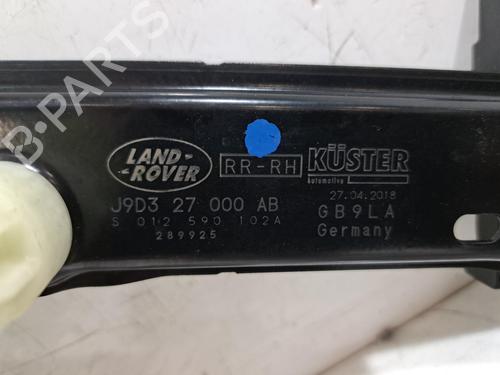 LAND-
-ROVER
RR-RH
KÜSTER
automotive
27.04.2018
J9D3 27 000 AB
GB9LA
S 012 590 102A
Germany
289925
B-PARTS